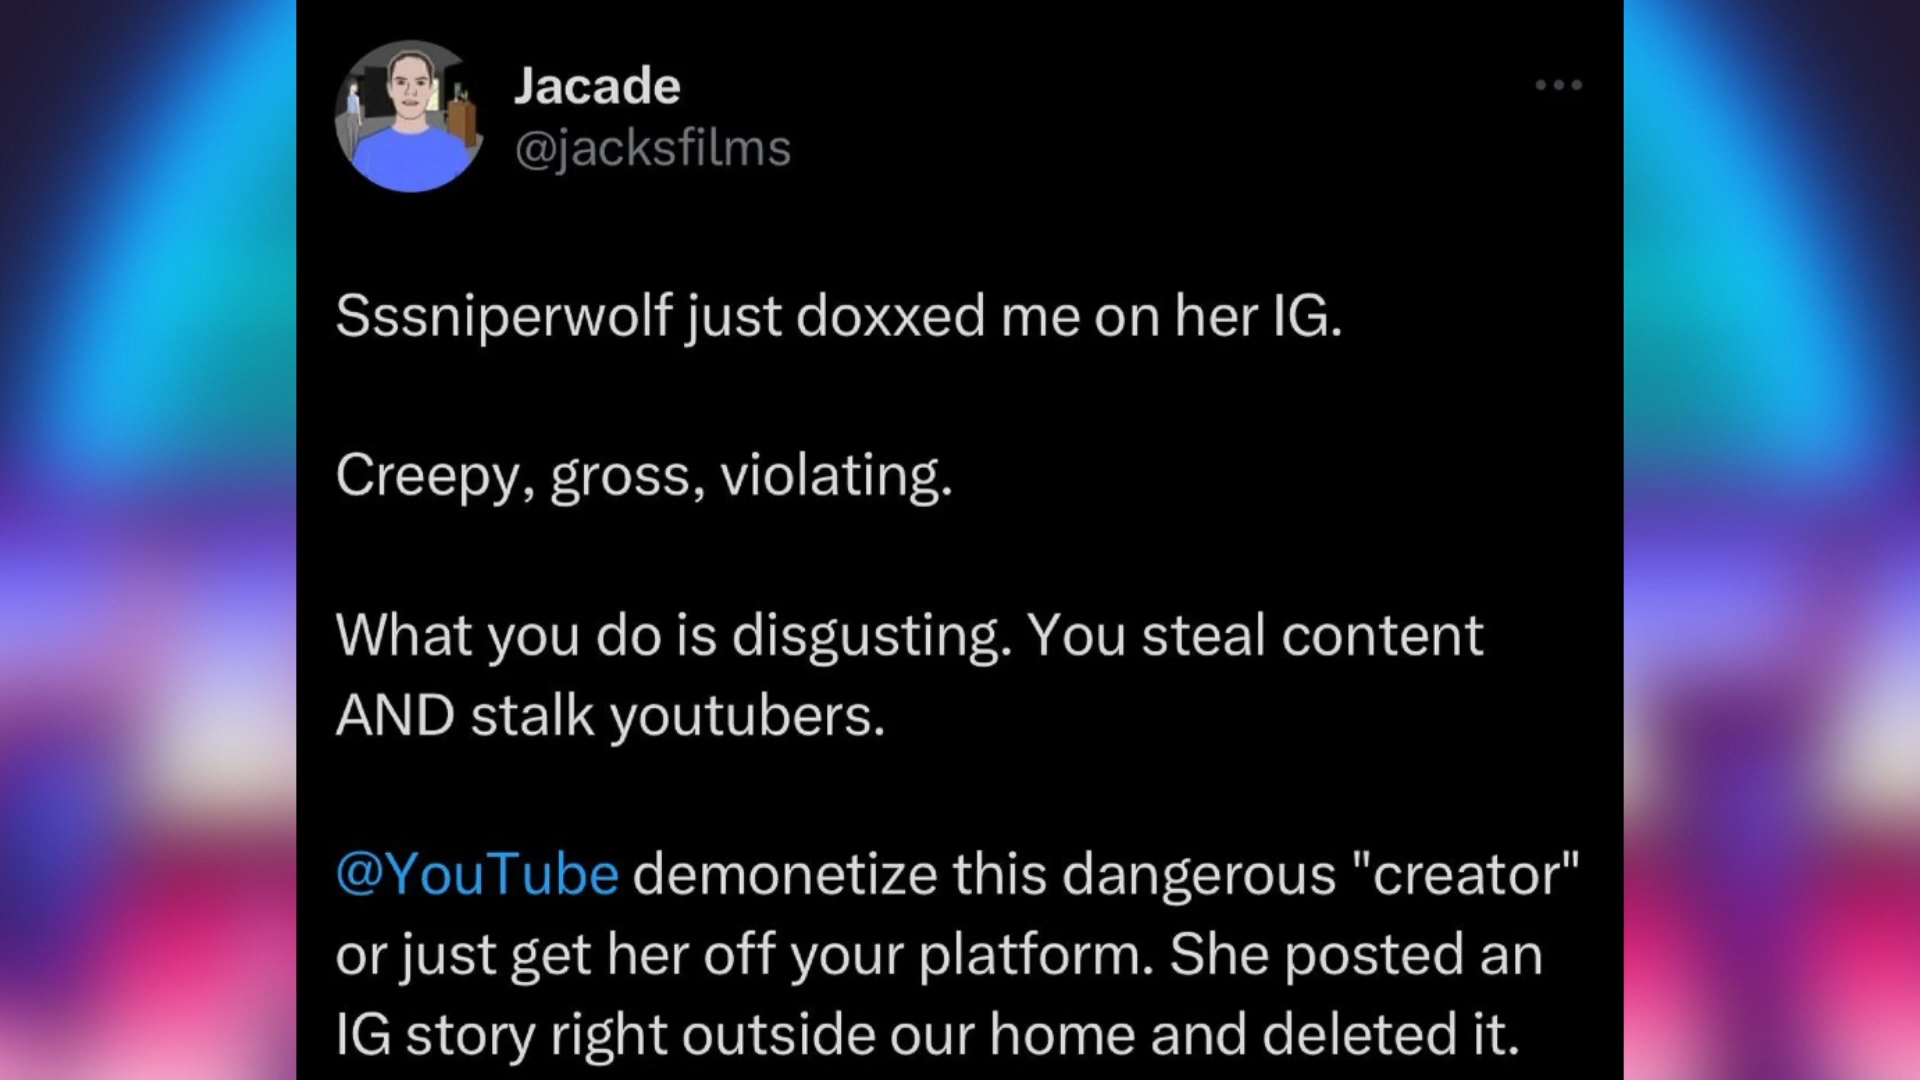 Jacade
@jacksfilms
Sssniperwolf just doxxed me on her IG.
Creepy, gross, violating.
What you do is disgusting. You steal content
AND stalk youtubers.
@YouTube demonetize this dangerous "creator"
or just get her off your platform. She posted an
IG story right outside our home and deleted it.